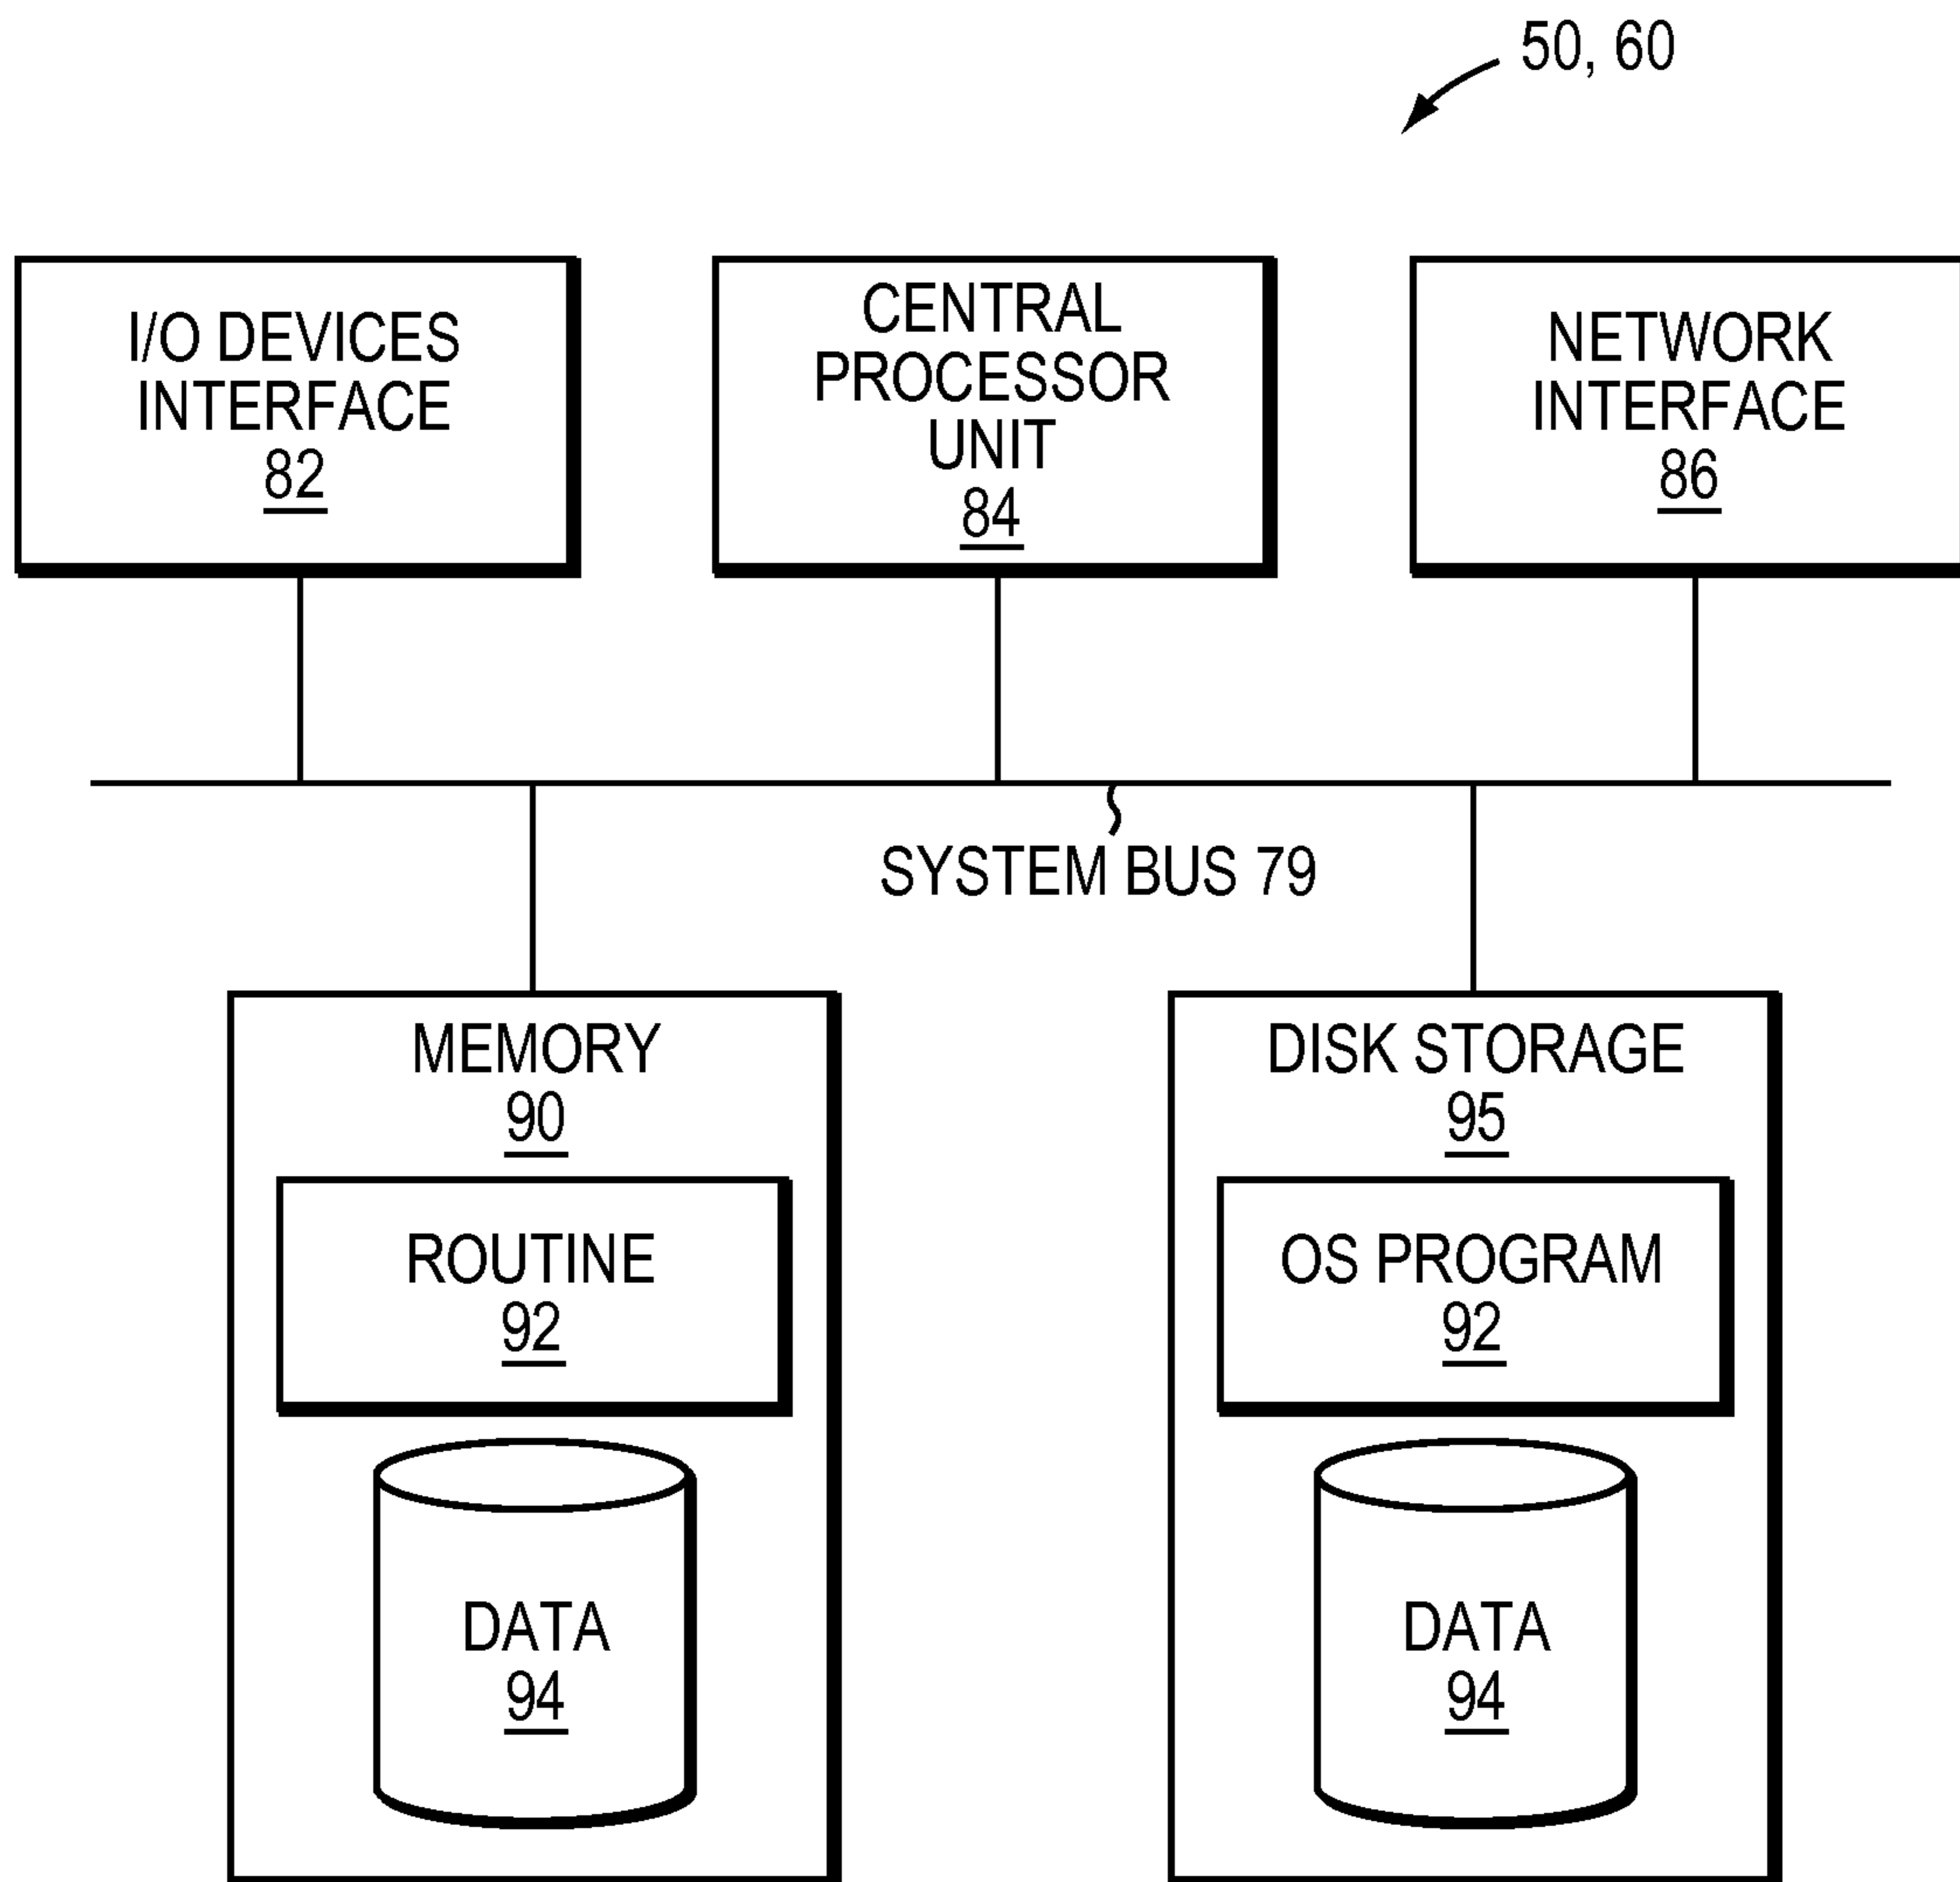 50, 60
I/O DEVICES
INTERFACE
82
CENTRAL
PROCESSOR
UNIT
84
NETWORK
INTERFACE
86
SYSTEM BUS 79
MEMORY
90
ROUTINE
92
DATA
94
DISK STORAGE
95
OS PROGRAM
92
DATA
94